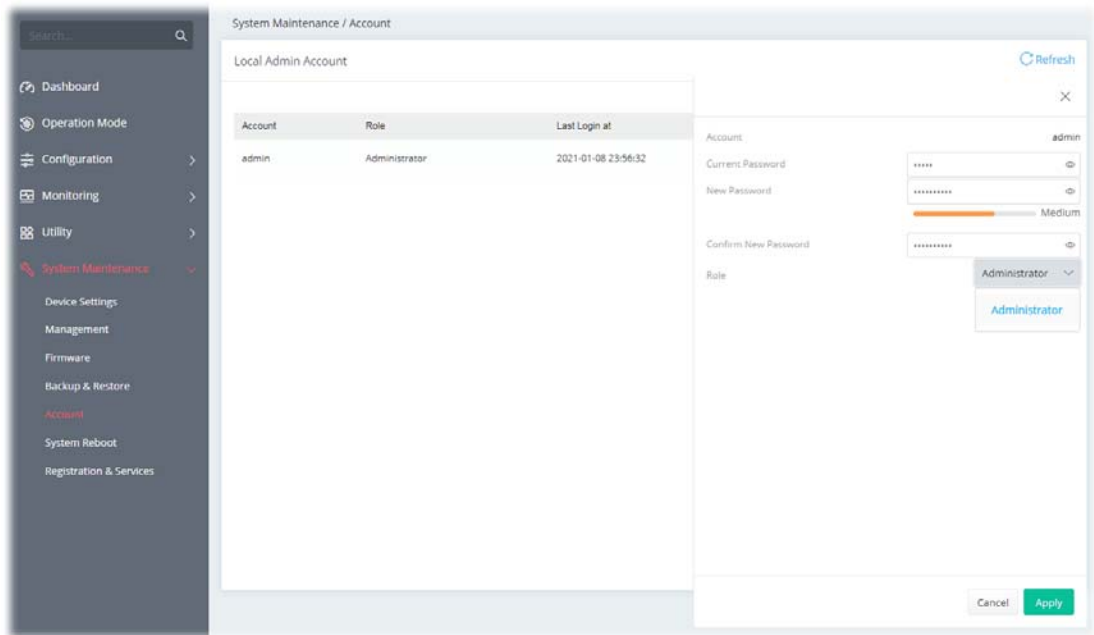 Search...
Dashboard
Operation Mode
Configuration
Monitoring
Utility
System Maintenance
Device Settings
Management
Firmware
Backup & Restore
Account
System Reboot
Registration & Services
System Maintenance / Account
Local Admin Account
Refresh
Account Role Last Login at
admin Administrator 2021-01-08 23:56:32
Account admin
Current Password •••••
New Password ••••••••••
Medium
Confirm New Password ••••••••••
Role Administrator
Administrator
Cancel Apply